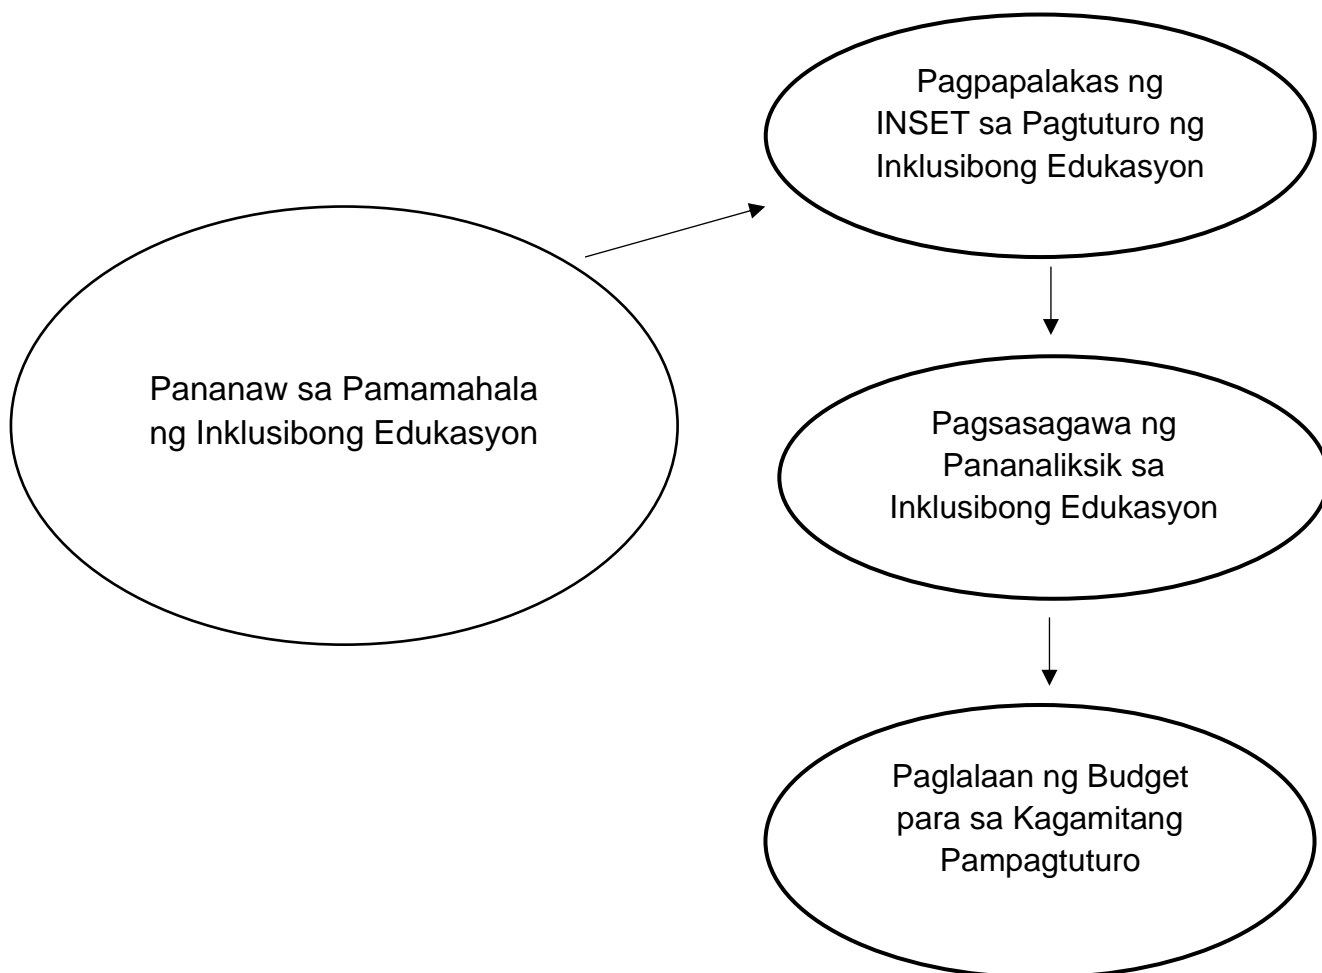 Pagpapalakas ng
INSET sa Pagtuturo ng
Inklusibong Edukasyon
Pananaw sa Pamamahala
ng Inklusibong Edukasyon
Pagsasagawa ng
Pananaliksik sa
Inklusibong Edukasyon
Paglalaan ng Budget
para sa Kagamitang
Pampagtuturo